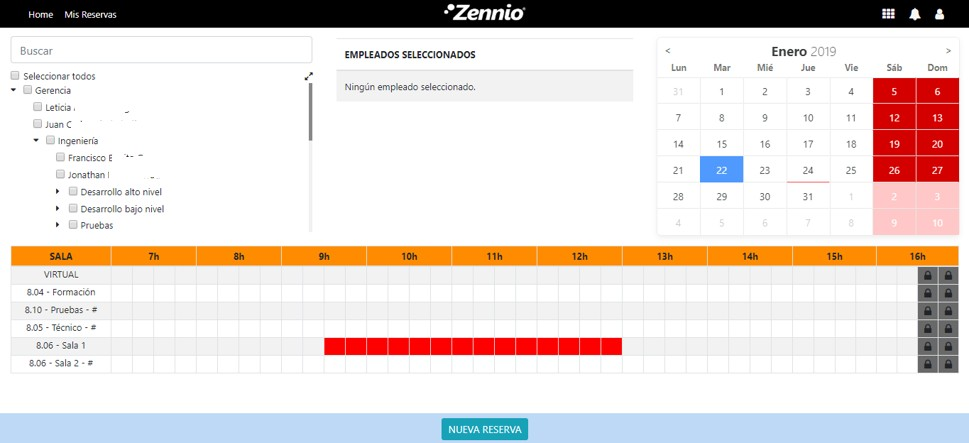 Home Mis Reservas
Zennio
Buscar
Seleccionar todos
Gerencia
Leticia
Juan C
Ingeniería
Francisco
Jonathan
Desarrollo alto nivel
Desarrollo bajo nivel
Pruebas
EMPLEADOS SELECCIONADOS
Ningún empleado seleccionado.
< Enero 2019 >
Lun Mar Mié Jue Vie Sáb Dom
31 1 2 3 4 5 6
7 8 9 10 11 12 13
14 15 16 17 18 19 20
21 22 23 24 25 26 27
28 29 30 31 1 2 3
4 5 6 7 8 9 10
SALA 7h 8h 9h 10h 11h 12h 13h 14h 15h 16h
VIRTUAL
8.04 - Formación
8.10 - Pruebas - #
8.05 - Técnico - #
8.06 - Sala 1
8.06 - Sala 2 - #
NUEVA RESERVA